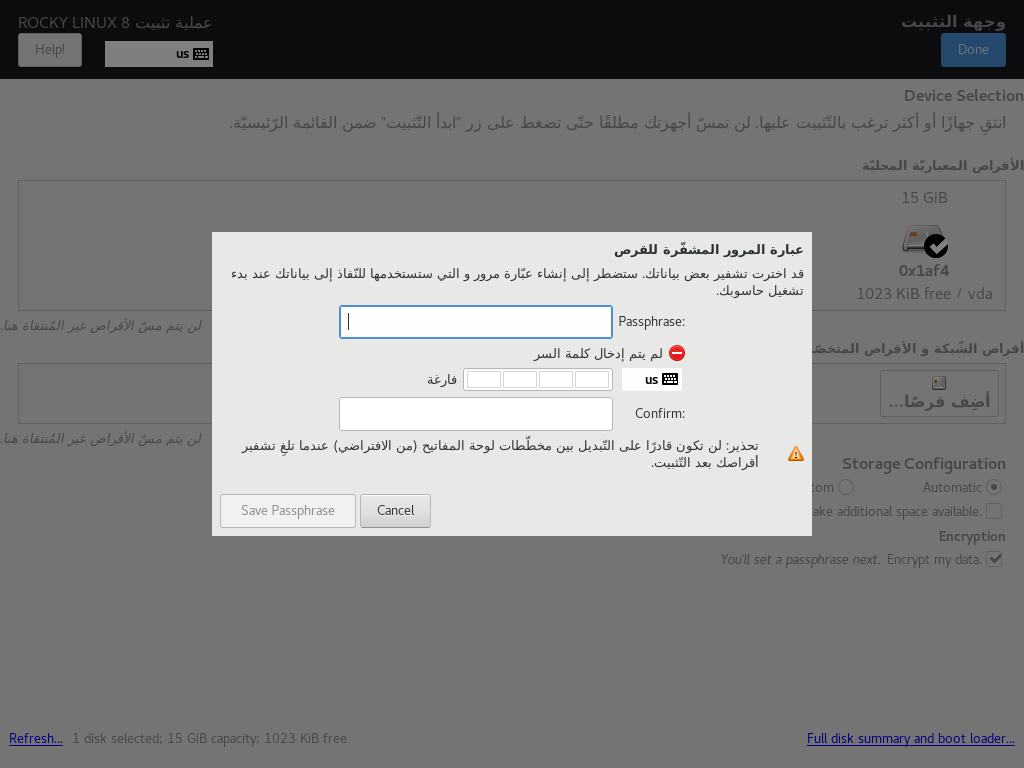 وجهة التثبيت
عملية تثبيت ROCKY LINUX 8
Done
us
Help!
Device Selection
انتقِ جهازًا أو أكثر ترغب بالتّثبيت عليها. لن تمسّ أجهزتك مطلقًا حتّى تضغط على زر "ابدأ التّثبيت" ضمن القائمة الرّئيسيّة.
الأقراص المعياريّة المحليّة
15 GiB
0x1af4
1023 KiB free / vda
لن يتم مسّ الأقراص غير المُنتقاة هنا.
أقراص الشّبكة و الأقراص
أضِف قرصًا...
لن يتم مسّ الأقراص غير المُنتقاة هنا.
عبارة المرور المشفّرة للقرص
قد اخترت تشفير بعض بياناتك. ستضطر إلى إنشاء عبّارة مرور و التي ستستخدمها للنّفاذ إلى بياناتك عند بدء
تشغيل حاسوبك.
Passphrase:
لم يتم إدخال كلمة السر
us
فارغة
Confirm:
تحذير: لن تكون قادرًا على التّبديل بين مخطّطات لوحة المفاتيح (من الافتراضي) عندما تلغِ تشفير
أقراصك بعد التّثبيت.
Save Passphrase
Cancel
Storage Configuration
Automatic
additional space available.
Encryption
Encrypt my data.
You'll set a passphrase next.
Refresh...
1 disk selected; 15 GiB capacity; 1023 KiB free
Full disk summary and boot loader...